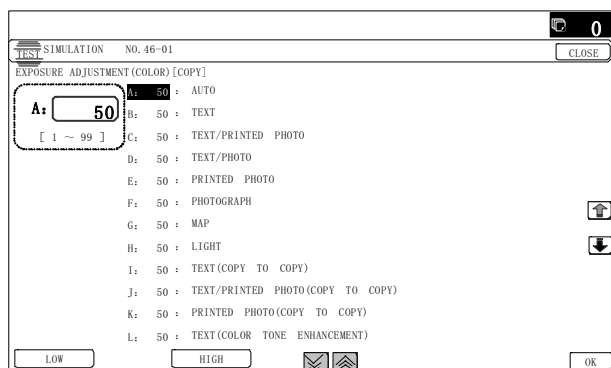 0
TEST SIMULATION NO.46-01
CLOSE
EXPOSURE ADJUSTMENT(COLOR)[COPY]
A: 50
[ 1 ~ 99 ]
A: 50 : AUTO
B: 50 : TEXT
C: 50 : TEXT/PRINTED PHOTO
D: 50 : TEXT/PHOTO
E: 50 : PRINTED PHOTO
F: 50 : PHOTOGRAPH
G: 50 : MAP
H: 50 : LIGHT
I: 50 : TEXT(COPY TO COPY)
J: 50 : TEXT/PRINTED PHOTO(COPY TO COPY)
K: 50 : PRINTED PHOTO(COPY TO COPY)
L: 50 : TEXT(COLOR TONE ENHANCEMENT)
LOW
HIGH
OK